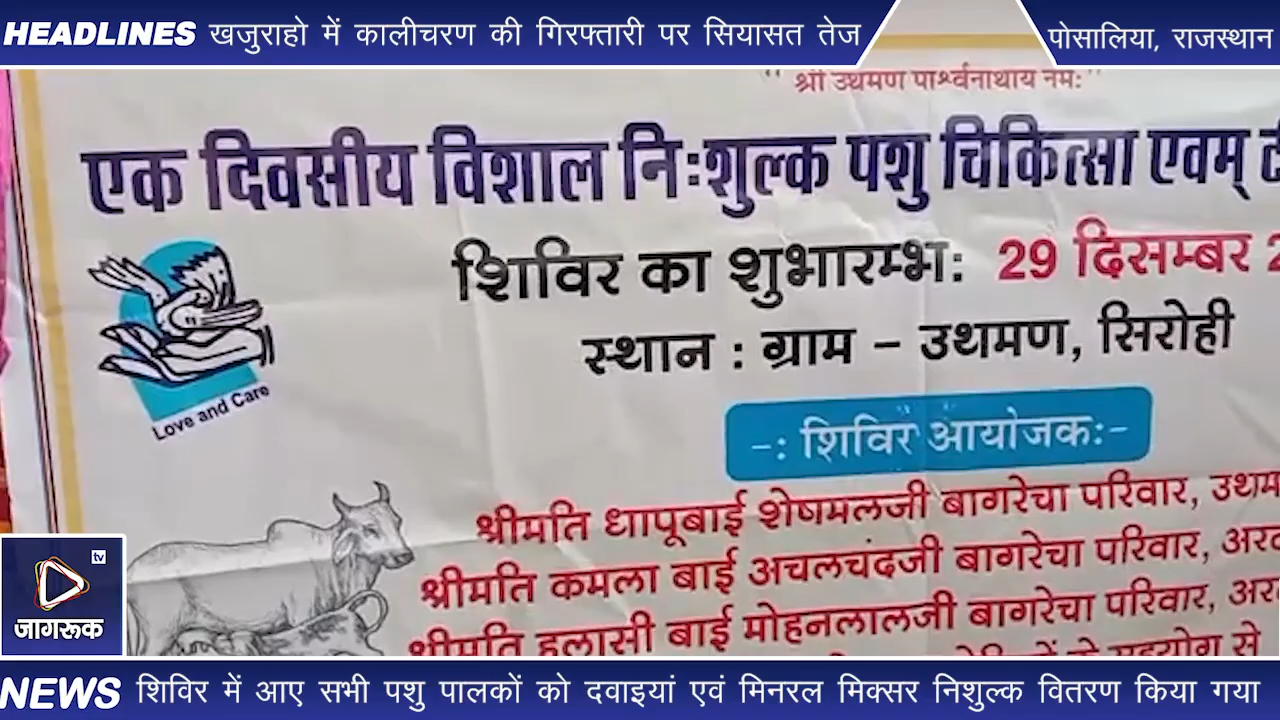 HEADLINES खजुराहो में कालीचरण की गिरफ्तारी पर सियासत तेज
पोसालिया, राजस्थान
" श्री उथमण पार्श्वनाथाय नमः "
एक दिवसीय विशाल निःशुल्क पशु चिकित्सा एवम्
शिविर का शुभारम्भः 29 दिसम्बर
स्थान : ग्राम – उथमण, सिरोही
Love and Care
-: शिविर आयोजकः-
श्रीमति धापूबाई शेषमलजी बागरेचा परिवार,
श्रीमति कमला बाई अचलचंदजी बागरेचा परिवार,
श्रीमति हुलासी बाई मोहनलालजी बागरेचा परिवार,
सहयोग से
tv
जागरूक
NEWS शिविर में आए सभी पशु पालकों को दवाइयां एवं मिनरल मिक्सर निशुल्क वितरण किया गया